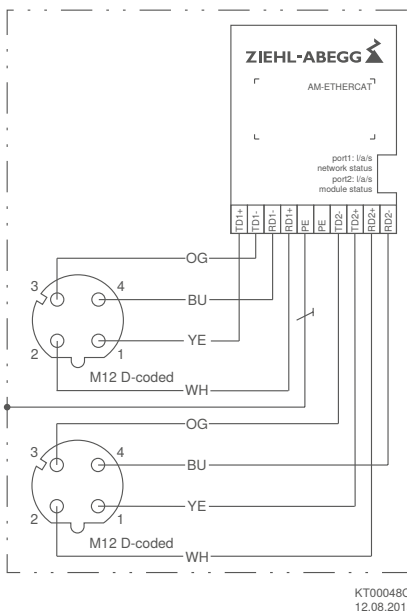 ZIEHL-ABEGG
AM-ETHERCAT
port1: l/a/s
network status
port2: l/a/s
module status
TD1+ TD1- RD1- RD1+ PE PE TD2- TD2+ RD2+ RD2-
OG
3 4
BU
YE
2 1
M12 D-coded
WH
OG
3 4
BU
YE
2 1
M12 D-coded
WH